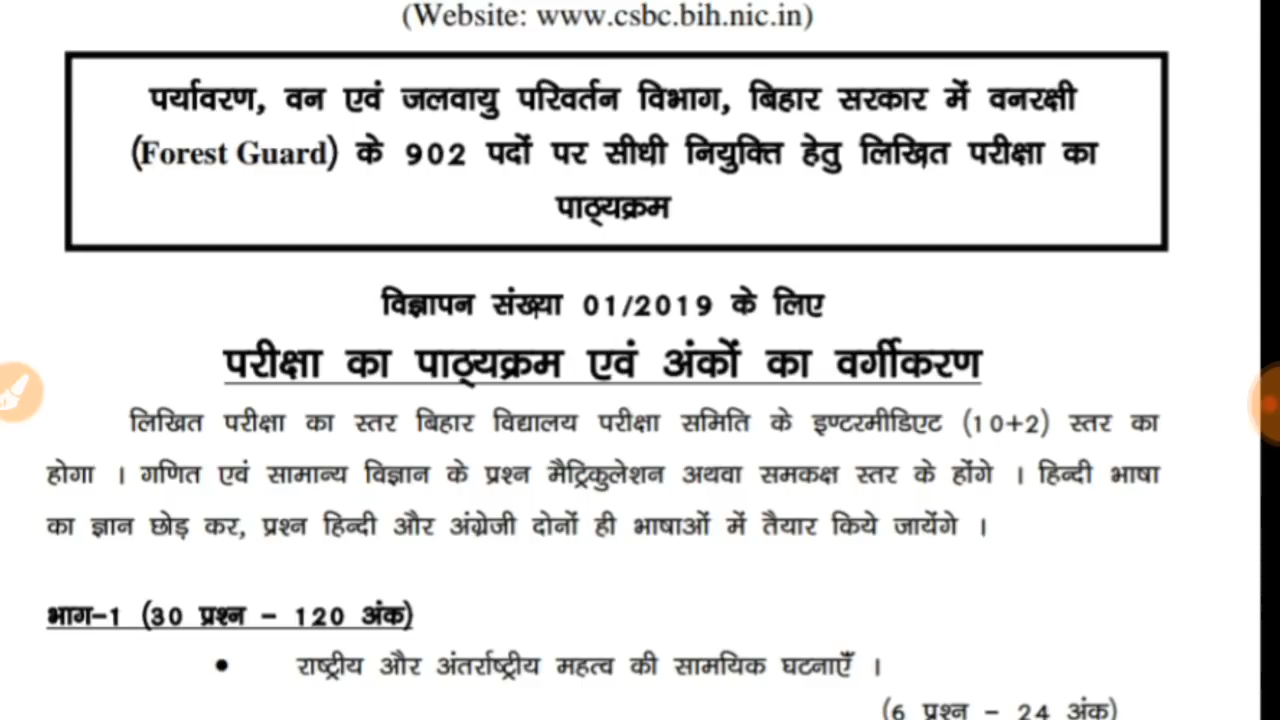 (Website: www.csbc.bih.nic.in)
पर्यावरण, वन एवं जलवायु परिवर्तन विभाग, बिहार सरकार में वनरक्षी
(Forest Guard) के 902 पदों पर सीधी नियुक्ति हेतु लिखित परीक्षा का
पाठ्यक्रम
विज्ञापन संख्या 01/2019 के लिए
परीक्षा का पाठ्यक्रम एवं अंकों का वर्गीकरण
लिखित परीक्षा का स्तर बिहार विद्यालय परीक्षा समिति के इण्टरमीडिएट (10+2) स्तर का
होगा । गणित एवं सामान्य विज्ञान के प्रश्न मैट्रिकुलेशन अथवा समकक्ष स्तर के होंगे । हिन्दी भाषा
का ज्ञान छोड़ कर, प्रश्न हिन्दी और अंग्रेजी दोनों ही भाषाओं में तैयार किये जायेंगे ।
भाग-1 (30 प्रश्न – 120 अंक)
• राष्ट्रीय और अंतर्राष्ट्रीय महत्व की सामयिक घटनाएँ ।
(6 प्रश्न – 24 अंक)